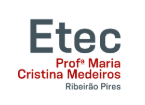 Etec
Profª Maria
Cristina Medeiros
Ribeirão Pires